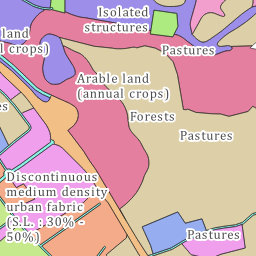 Isolated
structures
land
l crops)
Pastures
Arable land
(annual crops)
es
Forests
Pastures
Discontinuous
medium density
urban fabric
(S.L. : 30% -
50%)
Pastures